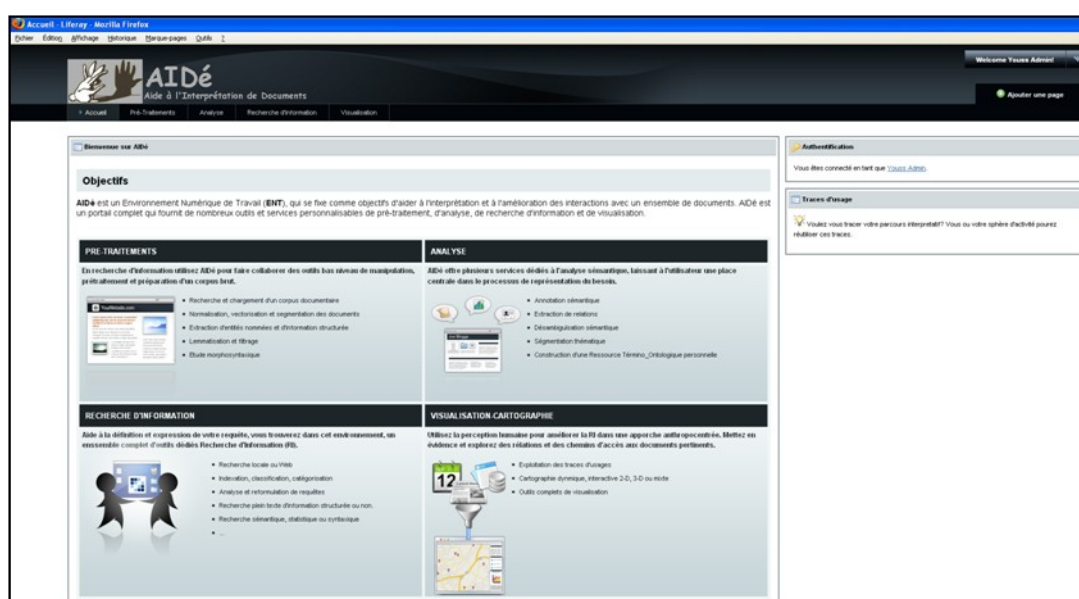 Accueil - Liferay - Mozilla Firefox
Fichier Édition Affichage Historique Marque-pages Outils ?
Welcome Youss Admin!
AIDé
Aide à l'Interprétation de Documents
Ajouter une page
Accueil Pré-Traitements Analyse Recherche d'information Visualisation
Bienvenue sur AIDé
Objectifs
AIDé est un Environnement Numérique de Travail (ENT), qui se fixe comme objectifs d'aider à l'interprétation et à l'amélioration des interactions avec un ensemble de documents. AIDé est
un portail complet qui fournit de nombreux outils et services personnalisables de pré-traitement, d'analyse, de recherche d'information et de visualisation.
PRE-TRAITEMENTS
En recherche d'information utilisez AIDé pour faire collaborer des outils bas niveau de manipulation,
prétraitement et préparation d'un corpus brut.
Recherche et chargement d'un corpus documentaire
Normalisation, vectorisation et segmentation des documents
Extraction d'entités nommées et d'information structurée
Lemmatisation et filtrage
Etude morphosyntaxique
ANALYSE
AIDé offre plusieurs services dédiés à l'analyse sémantique, laissant à l'utilisateur une place
centrale dans le processus de représentation du besoin.
Annotation sémantique
Extraction de relations
Désambiguïsation sémantique
Ségmentation thématique
Construction d'une Ressource Término_Ontologique personnelle
RECHERCHE D'INFORMATION
Aide à la définition et expression de votre requête, vous trouverez dans cet environnement, un
enssemble complet d'outils dédiés Recherche d'Information (RI).
Recherche locale ou Web
Indexation, classification, catégorisation
Analyse et reformulation de requêtes
Recherche plein texte d'information structurée ou non.
Recherche sémantique, statistique ou syntaxique
...
VISUALISATION-CARTOGRAPHIE
Utilisez la perception humaine pour améliorer la RI dans une apporche anthropocentrée. Mettez en
évidence et explorez des rélations et des chemins d'accès aux documents pertinents.
12
Exploitation des traces d'usages
Cartographie dynmique, interactive 2-D, 3-D ou mixte
Outils complets de visualisation
Authentification
Vous êtes connecté en tant que Youss Admin.
Traces d'usage
Voulez vous tracer votre parcours interpretatif? Vous ou votre sphère d'activité pourez
réutiliser ces traces.